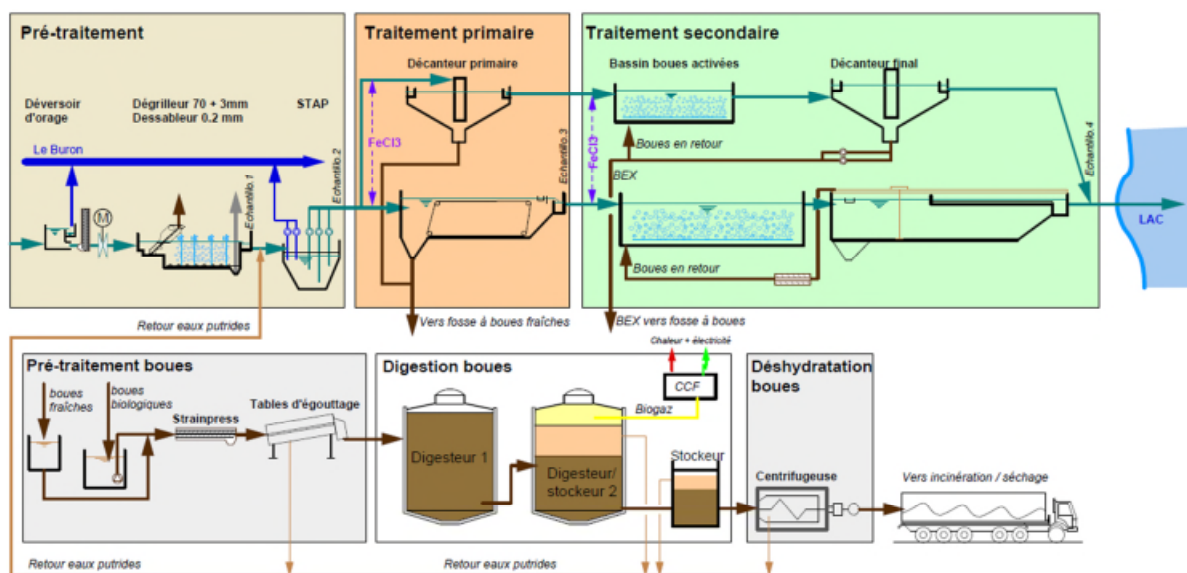 Pré-traitement
Traitement primaire
Traitement secondaire
Décanteur primaire
Bassin boues activées
Décanteur final
Déversoir
d'orage
Dégrilleur 70 + 3mm
Dessableur 0.2 mm
STAP
Le Buron
M
Echantillo.1
Echantillo.2
FeCl3
Echantillo.3
FeCl3
Boues en retour
BEX
Echantillo.4
LAC
Boues en retour
Retour eaux putrides
Vers fosse à boues fraîches
BEX vers fosse à boues
Pré-traitement boues
Digestion boues
Chaleur + électricité
Déshydratation
boues
boues
fraîches
boues
biologiques
Strainpress
Tables d'égouttage
CCF
Biogaz
Digesteur 1
Digesteur/
stockeur 2
Stockeur
Centrifugeuse
Vers incinération / séchage
Retour eaux putrides
Retour eaux putrides